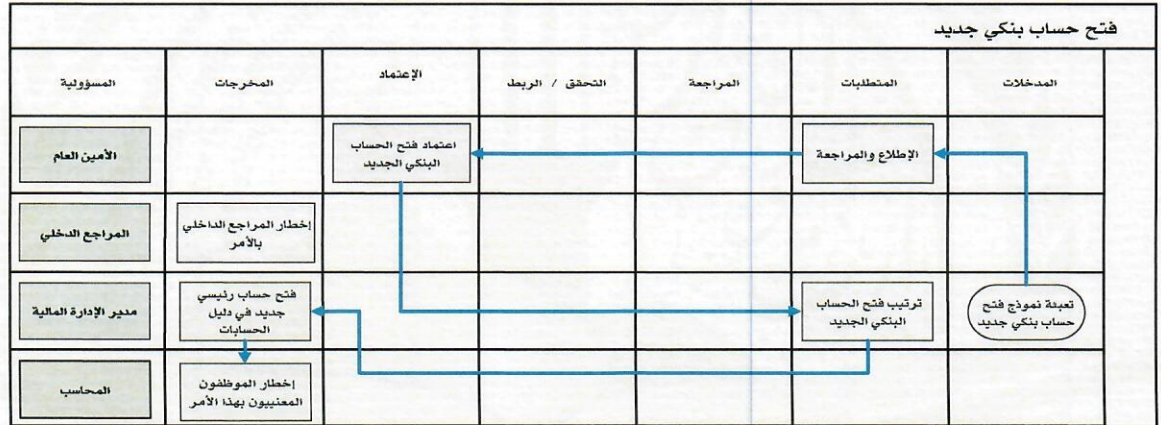 فتح حساب بنكي جديد
المدخلات
المتطلبات
المراجعة
التحقق / الربط
الإعتماد
المخرجات
المسؤولية
الإطلاع والمراجعة
اعتماد فتح الحساب
البنكي الجديد
الأمين العام
إخطار المراجع الداخلي
بالأمر
المراجع الدخلي
تعبئة نموذج فتح
حساب بنكي جديد
ترتيب فتح الحساب
البنكي الجديد
فتح حساب رئيسي
جديد في دليل
الحسابات
مدير الإدارة المالية
إخطار الموظفون
المعنييون بهذا الأمر
المحاسب